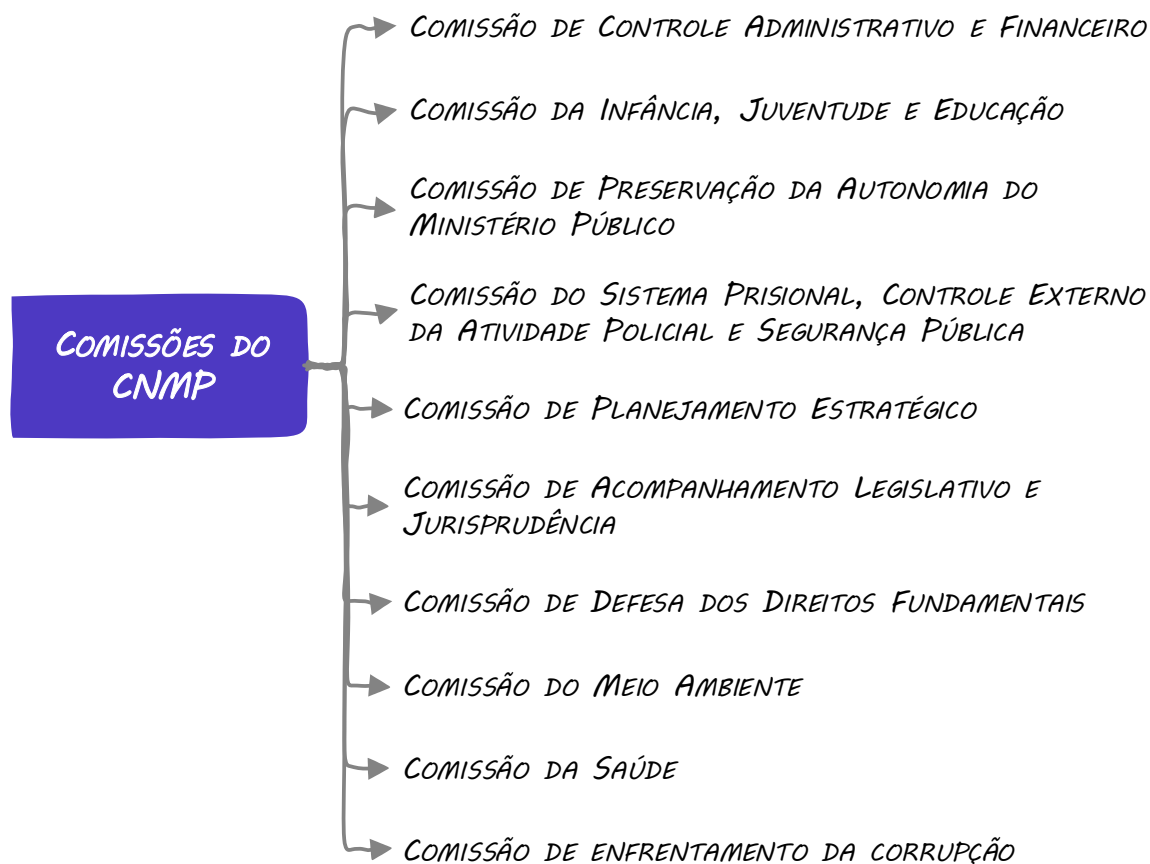 Comissão de Controle Administrativo e Financeiro
Comissão da Infância, Juventude e Educação
Comissão de Preservação da Autonomia do
Ministério Público
Comissão do Sistema Prisional, Controle Externo
da Atividade Policial e Segurança Pública
Comissões do
CNMP
Comissão de Planejamento Estratégico
Comissão de Acompanhamento Legislativo e
Jurisprudência
Comissão de Defesa dos Direitos Fundamentais
Comissão do Meio Ambiente
Comissão da Saúde
Comissão de enfrentamento da corrupção